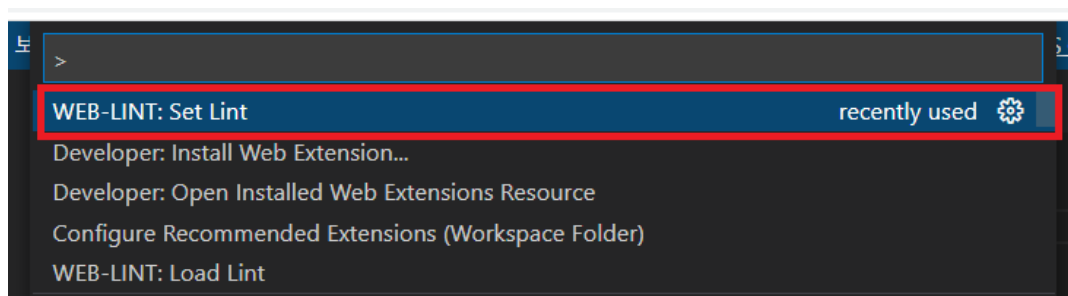 보
>
WEB-LINT: Set Lint recently used
Developer: Install Web Extension...
Developer: Open Installed Web Extensions Resource
Configure Recommended Extensions (Workspace Folder)
WEB-LINT: Load Lint